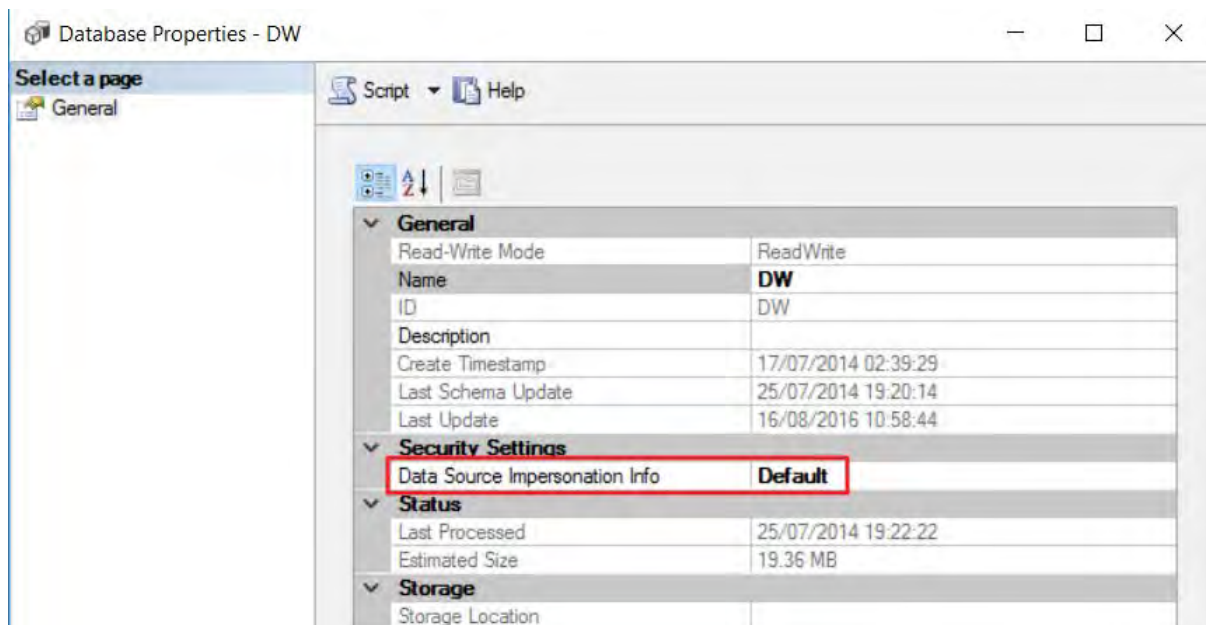 Database Properties - DW
Select a page
General
Script Help
General
Read-Write Mode ReadWrite
Name DW
ID DW
Description
Create Timestamp 17/07/2014 02:39:29
Last Schema Update 25/07/2014 19:20:14
Last Update 16/08/2016 10:58:44
Security Settings
Data Source Impersonation Info Default
Status
Last Processed 25/07/2014 19:22:22
Estimated Size 19.36 MB
Storage
Storage Location